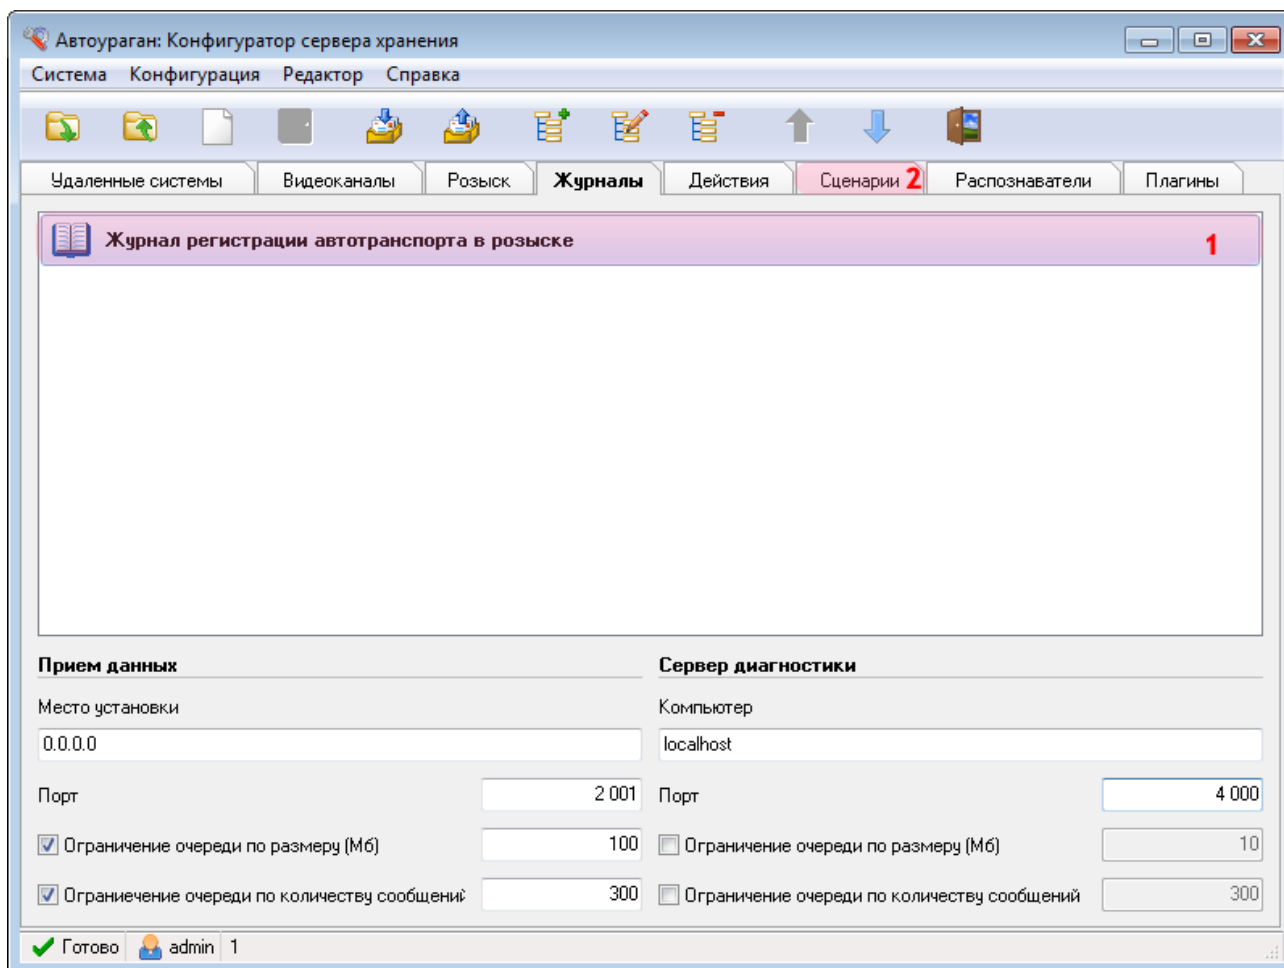 Автоураган: Конфигуратор сервера хранения
Система Конфигурация Редактор Справка
Удаленные системы Видеоканалы Розыск Журналы Действия Сценарии 2 Распознаватели Плагины
Журнал регистрации автотранспорта в розыске 1
Прием данных Сервер диагностики
Место установки Компьютер
0.0.0.0 localhost
Порт 2 001 Порт 4 000
Ограничение очереди по размеру (Мб) 100 Ограничение очереди по размеру (Мб) 10
Ограниечение очереди по количеству сообщений 300 Ограничение очереди по количеству сообщений 300
Готово admin 1